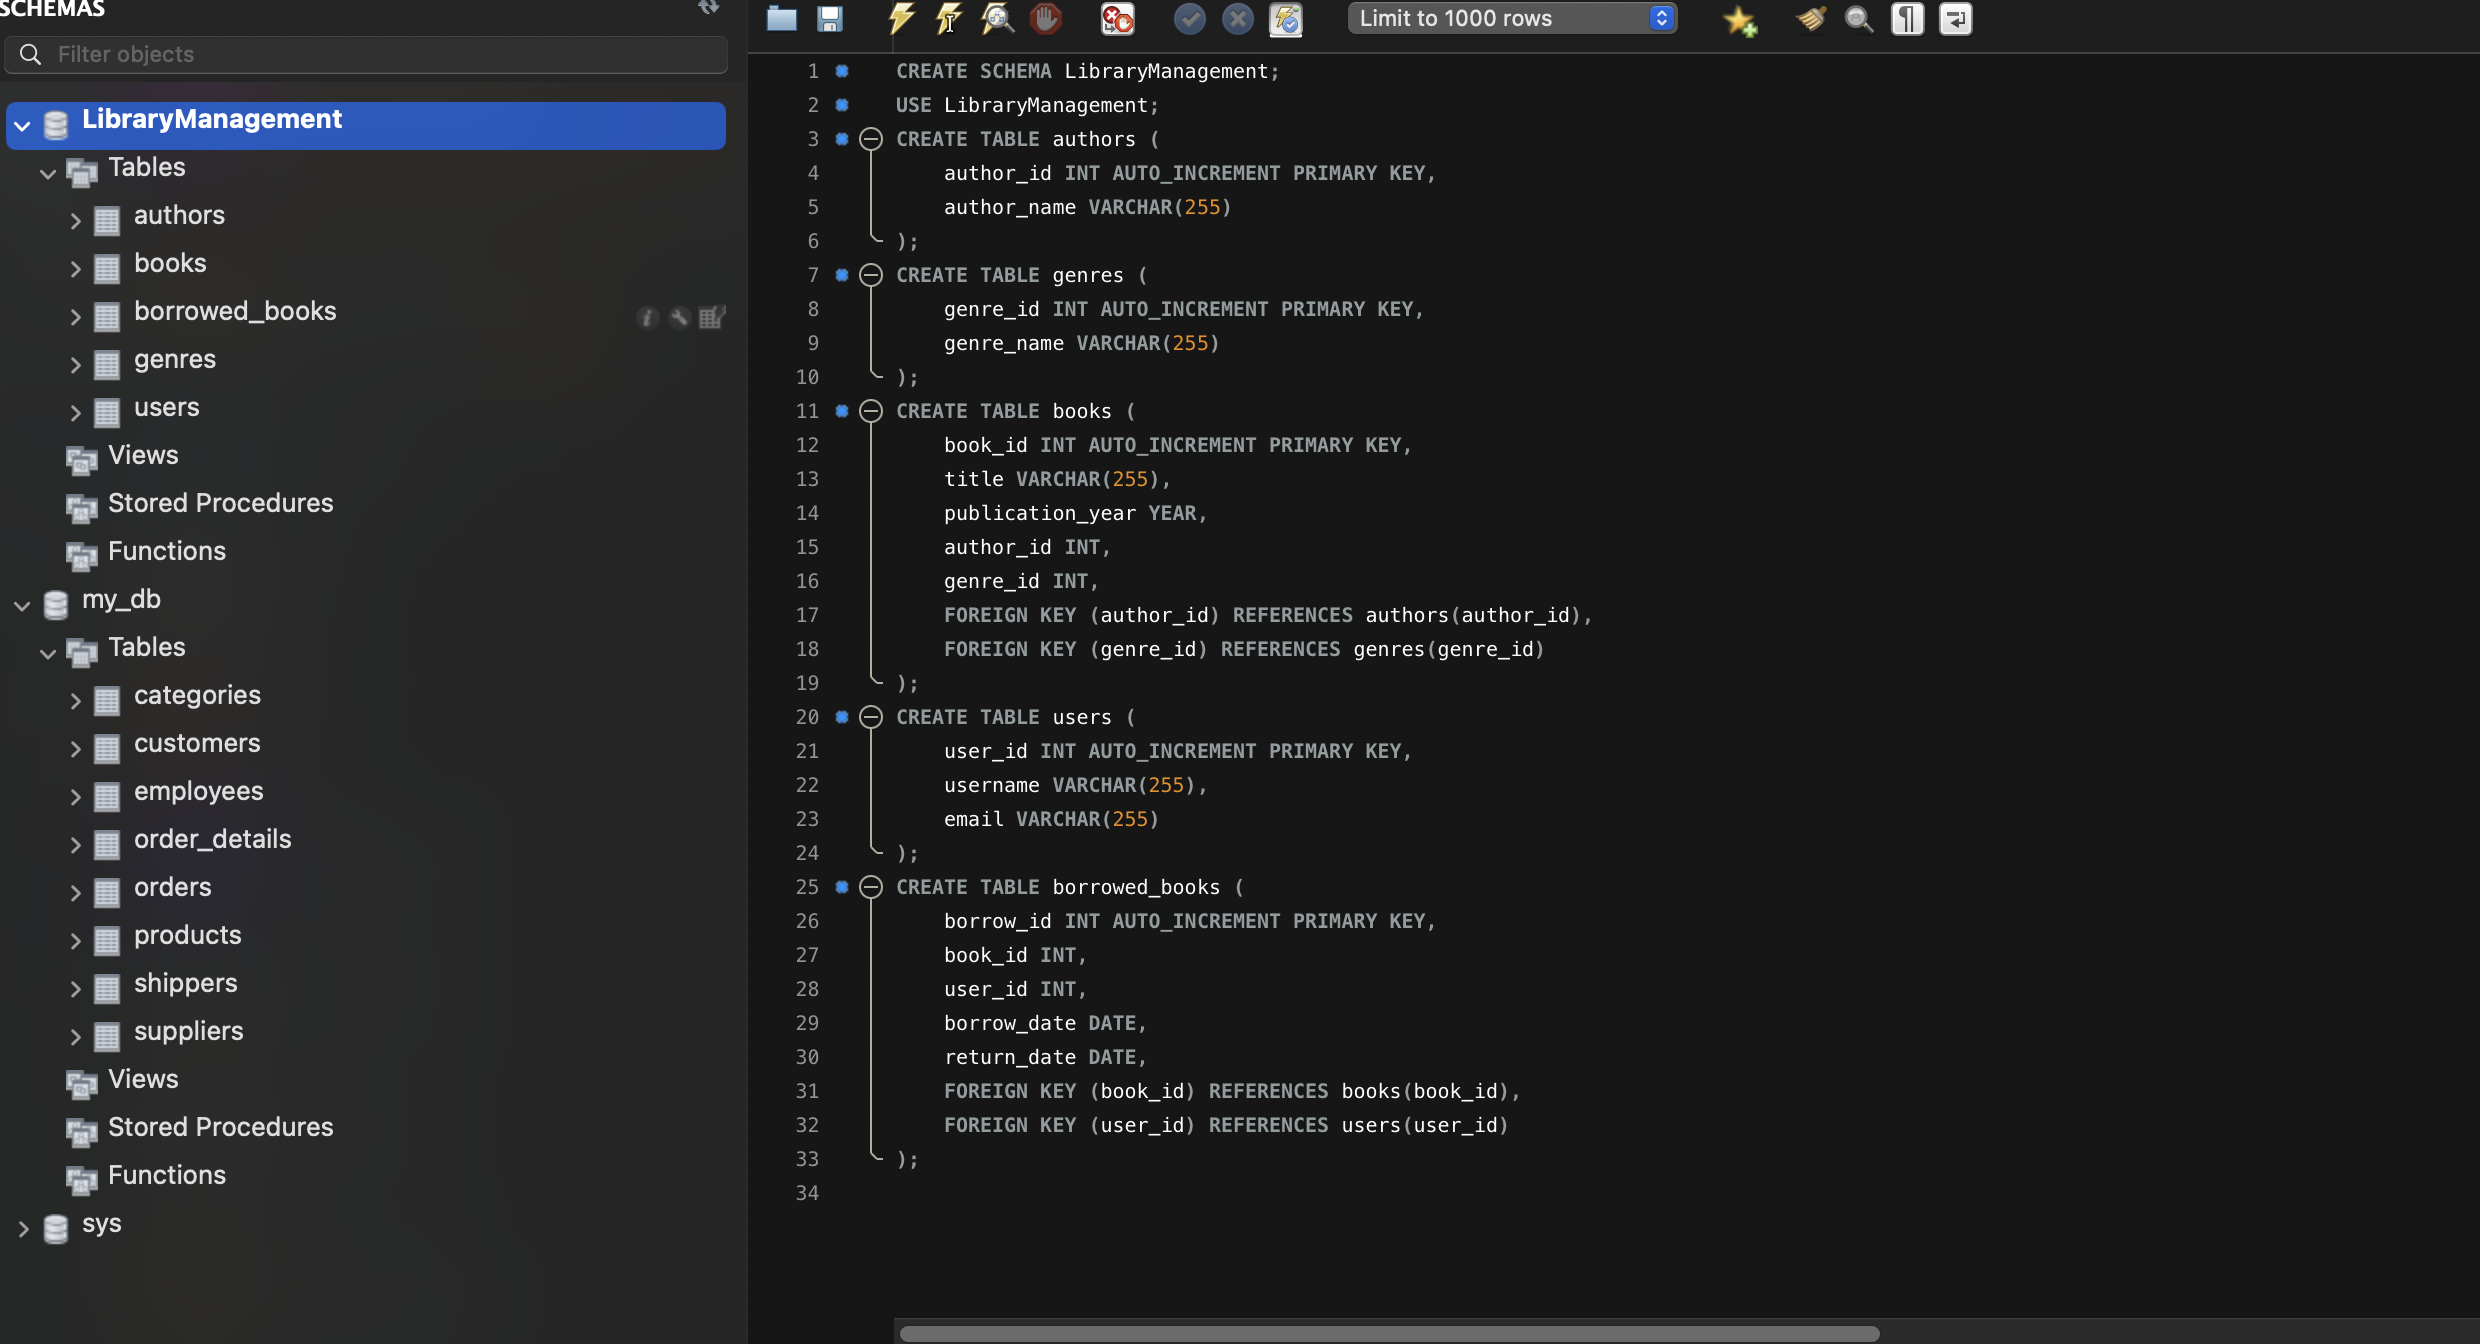 SCHEMAS
Filter objects
LibraryManagement
Tables
authors
books
borrowed_books
genres
users
Views
Stored Procedures
Functions
my_db
Tables
categories
customers
employees
order_details
orders
products
shippers
suppliers
Views
Stored Procedures
Functions
sys
Limit to 1000 rows
1 CREATE SCHEMA LibraryManagement;
2 USE LibraryManagement;
3 CREATE TABLE authors (
4 author_id INT AUTO_INCREMENT PRIMARY KEY,
5 author_name VARCHAR(255)
6 );
7 CREATE TABLE genres (
8 genre_id INT AUTO_INCREMENT PRIMARY KEY,
9 genre_name VARCHAR(255)
10 );
11 CREATE TABLE books (
12 book_id INT AUTO_INCREMENT PRIMARY KEY,
13 title VARCHAR(255),
14 publication_year YEAR,
15 author_id INT,
16 genre_id INT,
17 FOREIGN KEY (author_id) REFERENCES authors(author_id),
18 FOREIGN KEY (genre_id) REFERENCES genres(genre_id)
19 );
20 CREATE TABLE users (
21 user_id INT AUTO_INCREMENT PRIMARY KEY,
22 username VARCHAR(255),
23 email VARCHAR(255)
24 );
25 CREATE TABLE borrowed_books (
26 borrow_id INT AUTO_INCREMENT PRIMARY KEY,
27 book_id INT,
28 user_id INT,
29 borrow_date DATE,
30 return_date DATE,
31 FOREIGN KEY (book_id) REFERENCES books(book_id),
32 FOREIGN KEY (user_id) REFERENCES users(user_id)
33 );
34